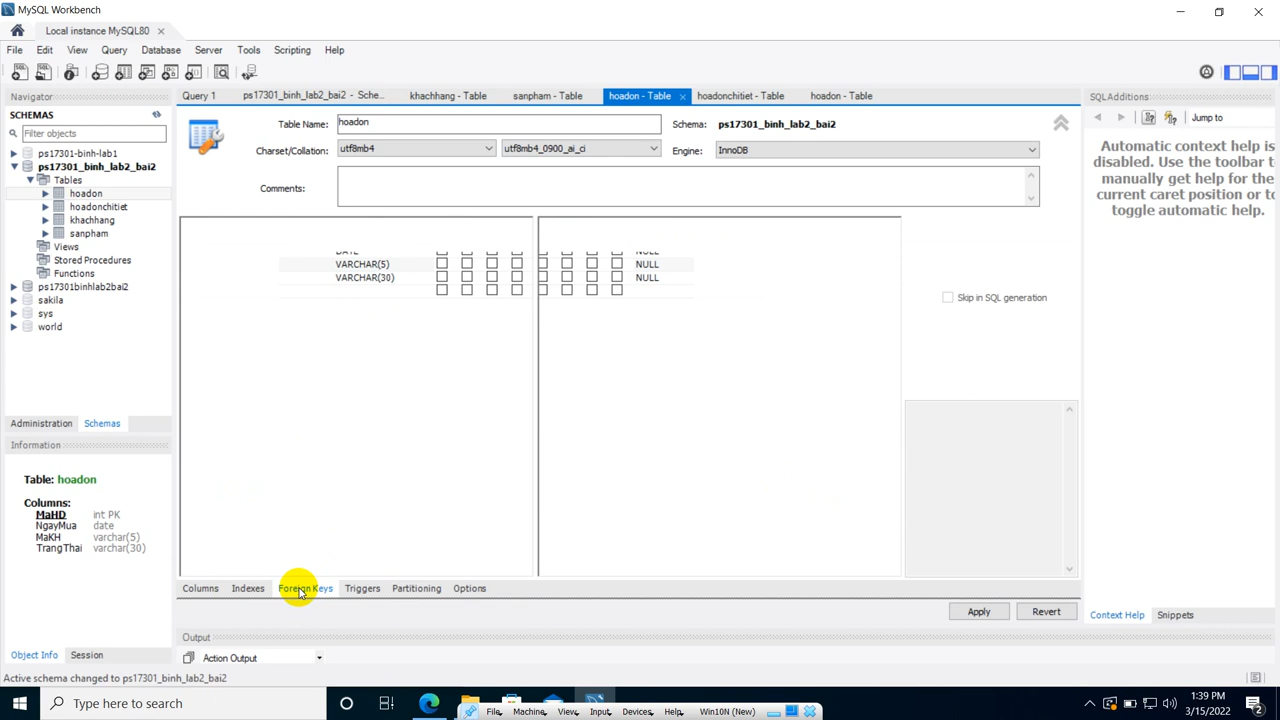 MySQL Workbench
Local instance MySQL80
File Edit View Query Database Server Tools Scripting Help
Navigator
SCHEMAS
Filter objects
ps17301-binh-lab1
ps17301_binh_lab2_bai2
Tables
hoadon
hoadonchitiet
khachhang
sanpham
Views
Stored Procedures
Functions
ps17301binhlab2bai2
sakila
sys
world
Administration Schemas
Information
Table: hoadon
Columns:
MaHD int PK
NgayMua date
MaKH varchar(5)
TrangThai varchar(30)
Object Info Session
Query 1 ps17301_binh_lab2_bai2 - Sche... khachhang - Table sanpham - Table hoadon - Table hoadonchitiet - Table hoadon - Table
Table Name: hoadon Schema: ps17301_binh_lab2_bai2
Charset/Collation: utf8mb4 utf8mb4_0900_ai_ci Engine: InnoDB
Comments:
DATE NULL
VARCHAR(5) NULL
VARCHAR(30) NULL
Skip in SQL generation
Columns Indexes Foreign Keys Triggers Partitioning Options
Apply Revert
Output
Action Output
SQLAdditions
Jump to
Automatic context help is
disabled. Use the toolbar t
manually get help for the
current caret position or to
toggle automatic help.
Context Help Snippets
Active schema changed to ps17301_binh_lab2_bai2
Type here to search
File Machine View Input Devices Help Win10N (New)
1:39 PM
3/15/2022
2